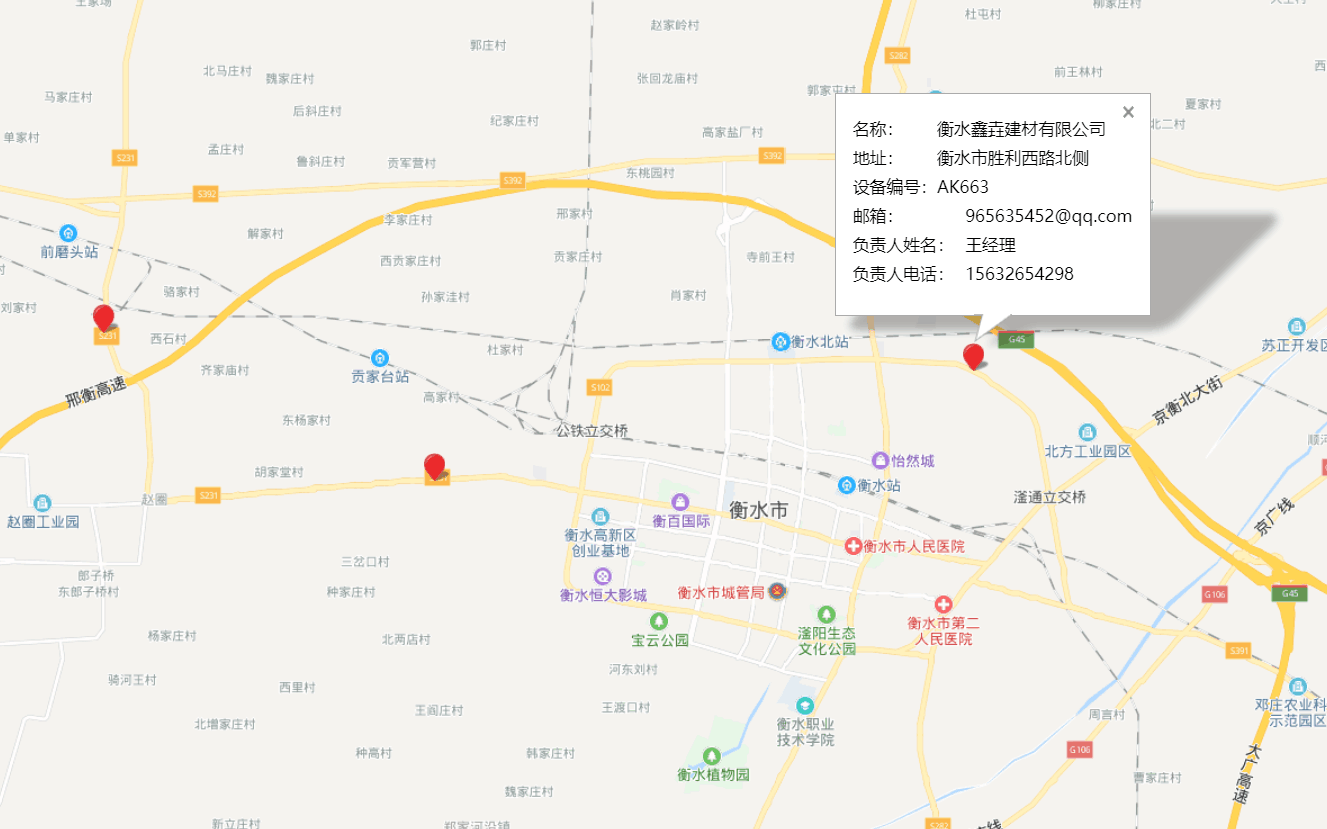 王家场
赵家岭村
杜屯村
柳家庄村
郭庄村
S282
北马庄村
魏家庄村
张回龙庙村
前王林村
马家庄村
后斜庄村
纪家庄村
郭家屯村
夏家村
单家村
高家盐厂村
北二村
孟庄村
S231
鲁斜庄村
贡军营村
S392
东桃园村
S392
S392
名称：
衡水鑫垚建材有限公司
地址：
衡水市胜利西路北侧
设备编号：
AK663
邮箱：
965635452@qq.com
负责人姓名：
王经理
负责人电话：
15632654298
李家庄村
邢家村
前磨头站
解家村
西贡家庄村
贡家庄村
寺前王村
骆家村
孙家洼村
肖家村
刘家村
S231
西石村
杜家村
衡水北站
G45
苏正开发区
贡家台站
齐家庙村
邢衡高速
高家村
S102
京衡北大街
东杨家村
公铁立交桥
北方工业园区
怡然城
胡家堂村
衡水站
赵圈
S231
滏通立交桥
赵圈工业园
衡百国际
衡水市
京广线
衡水高新区
创业基地
衡水市人民医院
三岔口村
郎子桥
东郎子桥村
种家庄村
衡水恒大影城
衡水市城管局
G106
G45
衡水市第二
人民医院
杨家庄村
北两店村
宝云公园
滏阳生态
文化公园
S391
河东刘村
骑河王村
西里村
邓庄农业科
示范园区
王阎庄村
王渡口村
周言村
北增家庄村
衡水职业
技术学院
G106
种高村
韩家庄村
衡水植物园
大广高速
曹家庄村
魏家庄村
新立庄村
郑家河沿镇
S282